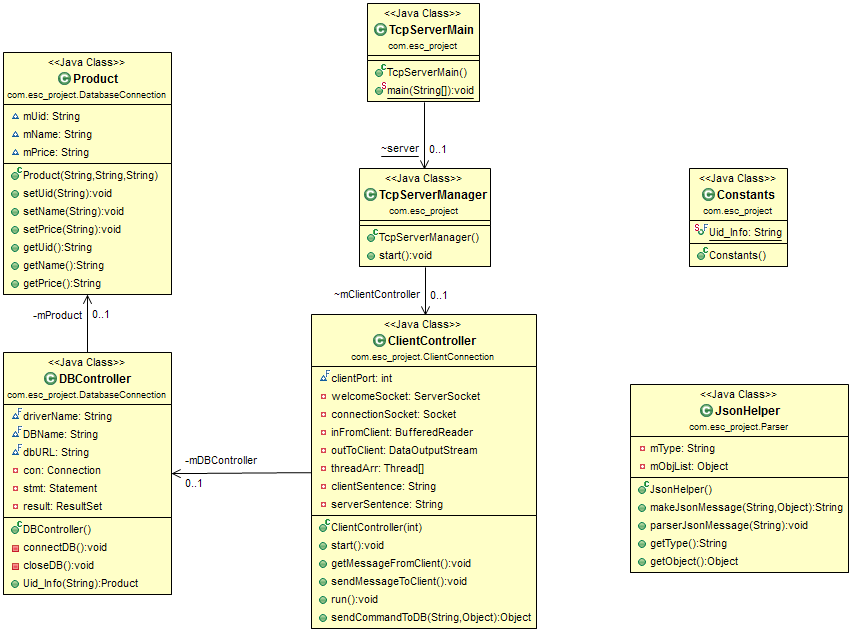 <<Java Class>>
TcpServerMain
com.esc_project
TcpServerMain()
main(String[]):void
~server
0..1
<<Java Class>>
Product
com.esc_project.DatabaseConnection
mUid: String
mName: String
mPrice: String
Product(String,String,String)
setUid(String):void
setName(String):void
setPrice(String):void
getUid():String
getName():String
getPrice():String
<<Java Class>>
TcpServerManager
com.esc_project
TcpServerManager()
start():void
~mClientController
0..1
<<Java Class>>
Constants
com.esc_project
Uid_Info: String
Constants()
-mProduct
0..1
<<Java Class>>
DBController
com.esc_project.DatabaseConnection
driverName: String
DBName: String
dbURL: String
con: Connection
stmt: Statement
result: ResultSet
DBController()
connectDB():void
closeDB():void
Uid_Info(String):Product
-mDBController
0..1
<<Java Class>>
ClientController
com.esc_project.ClientConnection
clientPort: int
welcomeSocket: ServerSocket
connectionSocket: Socket
inFromClient: BufferedReader
outToClient: DataOutputStream
threadArr: Thread[]
clientSentence: String
serverSentence: String
ClientController(int)
start():void
getMessageFromClient():void
sendMessageToClient():void
run():void
sendCommandToDB(String,Object):Object
<<Java Class>>
JsonHelper
com.esc_project.Parser
mType: String
mObjList: Object
JsonHelper()
makeJsonMessage(String,Object):String
parserJsonMessage(String):void
getType():String
getObject():Object